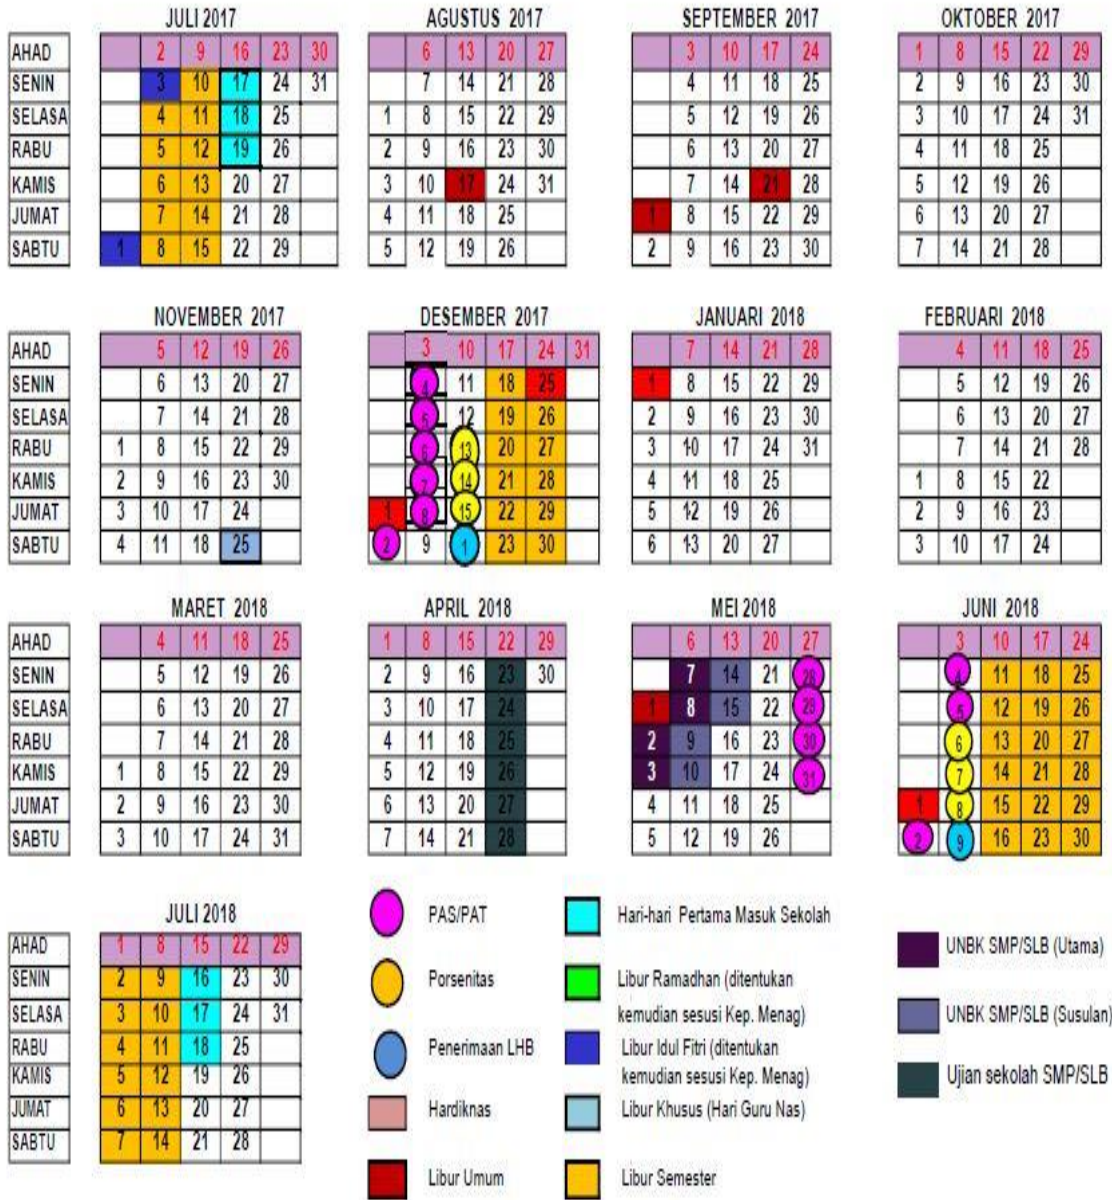 JULI 2017 AGUSTUS 2017 SEPTEMBER 2017 OKTOBER 2017
AHAD 2 9 16 23 30 6 13 20 27 3 10 17 24 1 8 15 22 29
SENIN 3 10 17 24 31 7 14 21 28 4 11 18 25 2 9 16 23 30
SELASA 4 11 18 25 1 8 15 22 29 5 12 19 26 3 10 17 24 31
RABU 5 12 19 26 2 9 16 23 30 6 13 20 27 4 11 18 25
KAMIS 6 13 20 27 3 10 17 24 31 7 14 21 28 5 12 19 26
JUMAT 7 14 21 28 4 11 18 25 1 8 15 22 29 6 13 20 27
SABTU 1 8 15 22 29 5 12 19 26 2 9 16 23 30 7 14 21 28
NOVEMBER 2017 DESEMBER 2017 JANUARI 2018 FEBRUARI 2018
AHAD 5 12 19 26 3 10 17 24 31 7 14 21 28 4 11 18 25
SENIN 6 13 20 27 4 11 18 25 1 8 15 22 29 5 12 19 26
SELASA 7 14 21 28 5 12 19 26 2 9 16 23 30 6 13 20 27
RABU 1 8 15 22 29 6 13 20 27 3 10 17 24 31 7 14 21 28
KAMIS 2 9 16 23 30 7 14 21 28 4 11 18 25 1 8 15 22
JUMAT 3 10 17 24 1 8 15 22 29 5 12 19 26 2 9 16 23
SABTU 4 11 18 25 2 9 1 23 30 6 13 20 27 3 10 17 24
MARET 2018 APRIL 2018 MEI 2018 JUNI 2018
AHAD 4 11 18 25 1 8 15 22 29 6 13 20 27 3 10 17 24
SENIN 5 12 19 26 2 9 16 23 30 7 14 21 28 4 11 18 25
SELASA 6 13 20 27 3 10 17 24 1 8 15 22 29 5 12 19 26
RABU 7 14 21 28 4 11 18 25 2 9 16 23 30 6 13 20 27
KAMIS 1 8 15 22 29 5 12 19 26 3 10 17 24 31 7 14 21 28
JUMAT 2 9 16 23 30 6 13 20 27 4 11 18 25 1 8 15 22 29
SABTU 3 10 17 24 31 7 14 21 28 5 12 19 26 2 9 16 23 30
JULI 2018
AHAD 1 8 15 22 29
SENIN 2 9 16 23 30
SELASA 3 10 17 24 31
RABU 4 11 18 25
KAMIS 5 12 19 26
JUMAT 6 13 20 27
SABTU 7 14 21 28
PAS/PAT
Porsenitas
Penerimaan LHB
Hardiknas
Libur Umum
Hari-hari Pertama Masuk Sekolah
Libur Ramadhan (ditentukan
kemudian sesusi Kep. Menag)
Libur Idul Fitri (ditentukan
kemudian sesusi Kep. Menag)
Libur Khusus (Hari Guru Nas)
Libur Semester
UNBK SMP/SLB (Utama)
UNBK SMP/SLB (Susulan)
Ujian sekolah SMP/SLB